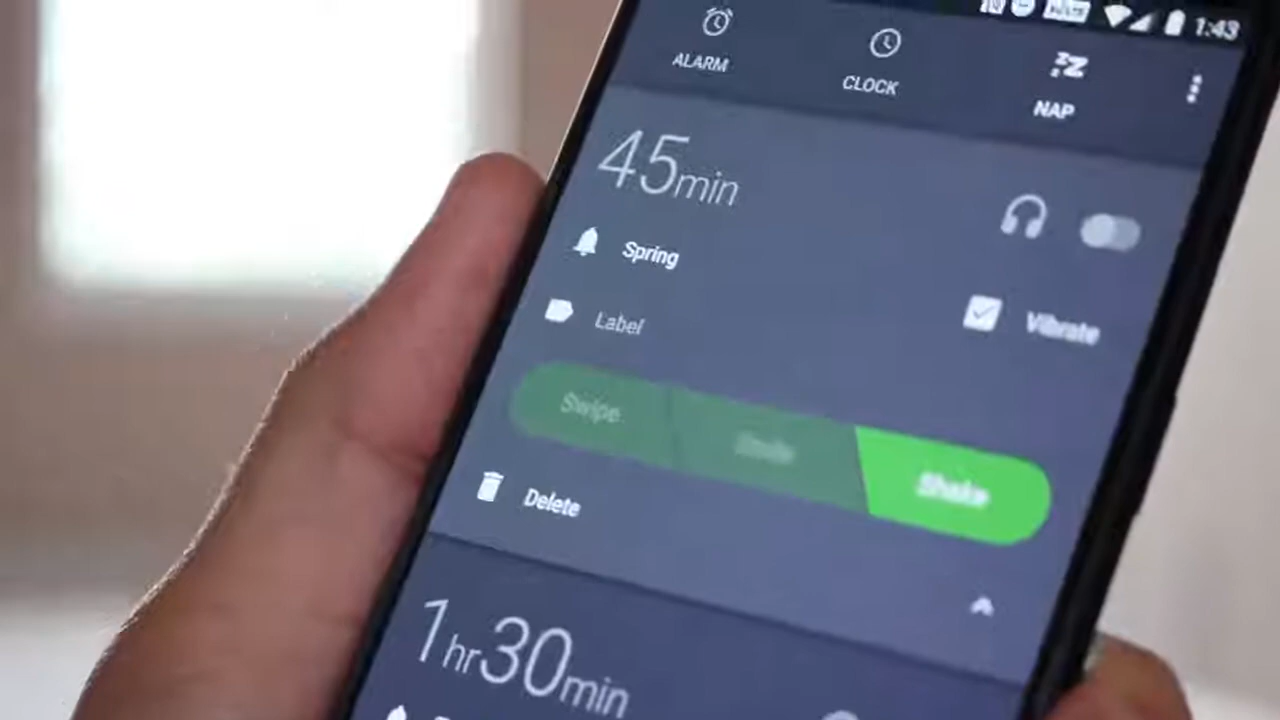 1:43
ALARM
CLOCK
NAP
45min
Spring
Label
Vibrate
Swipe
Shake
Delete
1hr30min